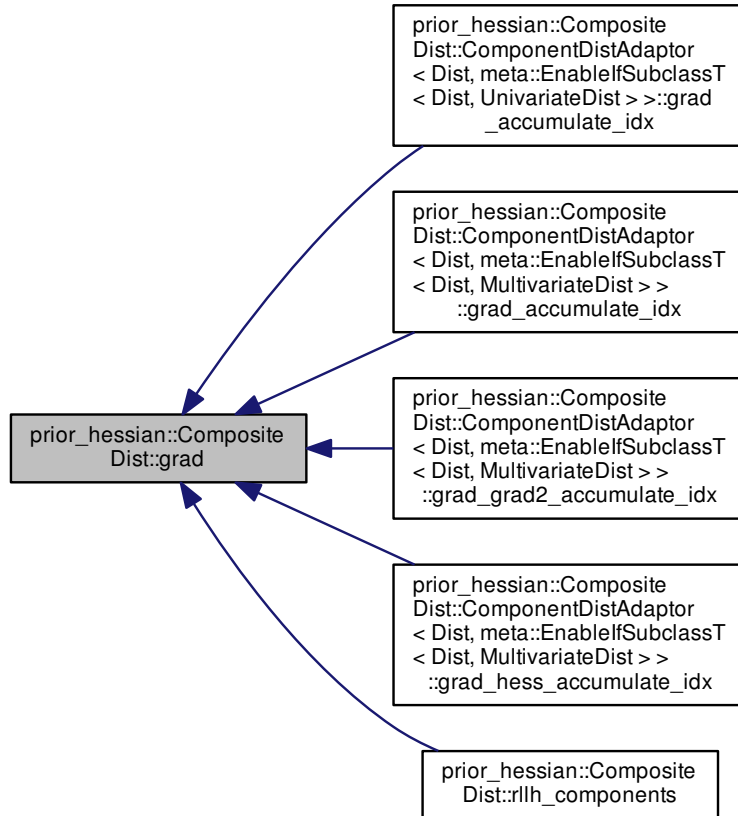 prior_hessian::Composite
Dist::ComponentDistAdaptor
< Dist, meta::EnableIfSubclassT
< Dist, UnivariateDist > >::grad
_accumulate_idx
prior_hessian::Composite
Dist::ComponentDistAdaptor
< Dist, meta::EnableIfSubclassT
< Dist, MultivariateDist > >
::grad_accumulate_idx
prior_hessian::Composite
Dist::grad
prior_hessian::Composite
Dist::ComponentDistAdaptor
< Dist, meta::EnableIfSubclassT
< Dist, MultivariateDist > >
::grad_grad2_accumulate_idx
prior_hessian::Composite
Dist::ComponentDistAdaptor
< Dist, meta::EnableIfSubclassT
< Dist, MultivariateDist > >
::grad_hess_accumulate_idx
prior_hessian::Composite
Dist::rllh_components